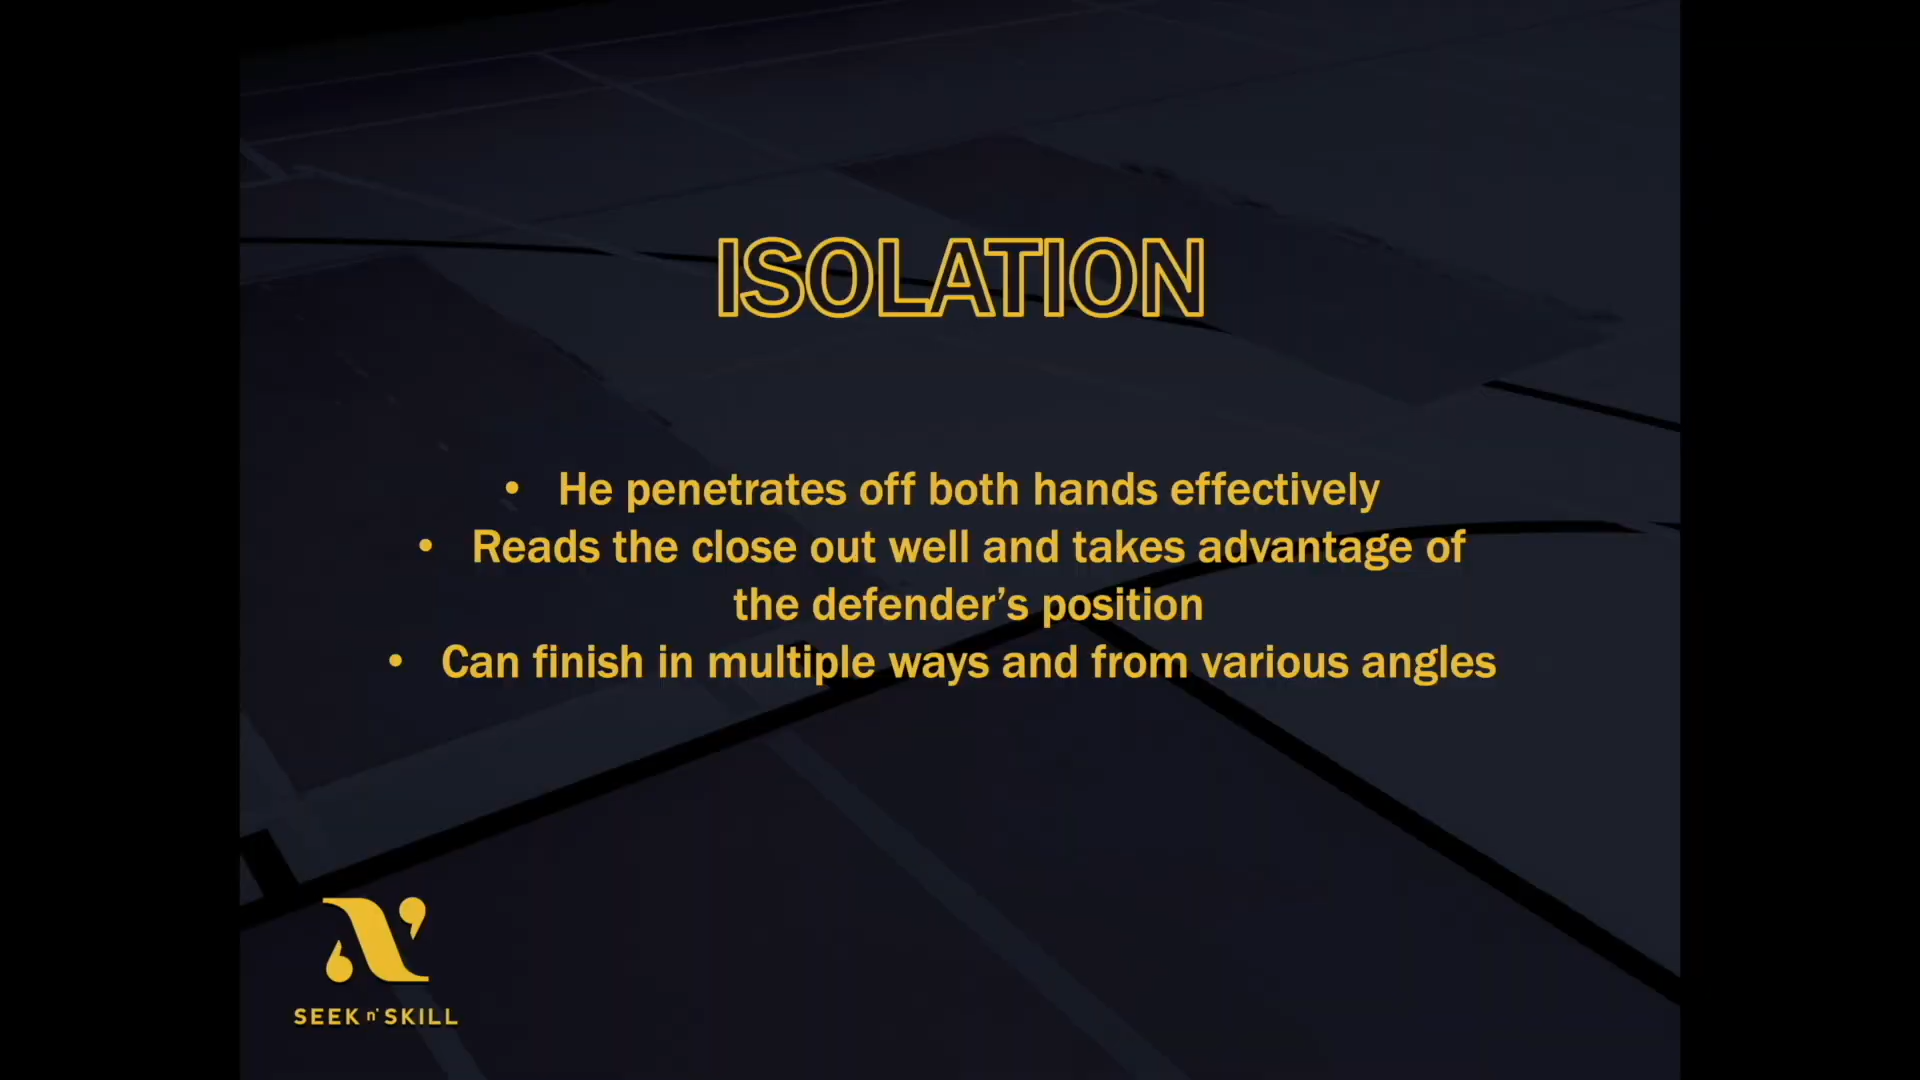 ISOLATION
• He penetrates off both hands effectively
• Reads the close out well and takes advantage of
the defender’s position
• Can finish in multiple ways and from various angles
SEEK n' SKILL